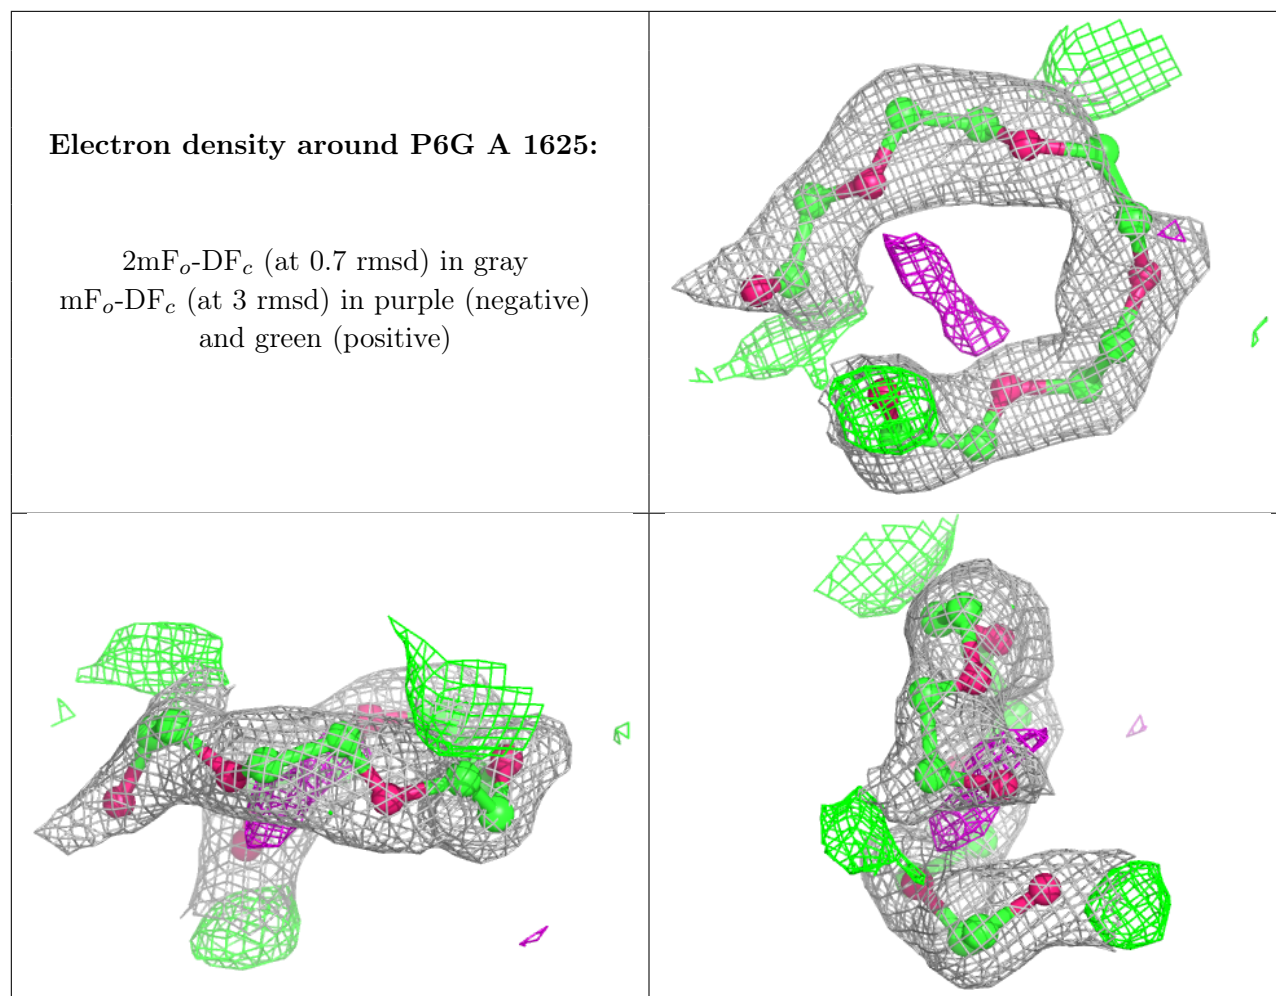 Electron density around P6G A 1625:
2mFₒ-DF𝒸 (at 0.7 rmsd) in gray
mFₒ-DF𝒸 (at 3 rmsd) in purple (negative)
and green (positive)